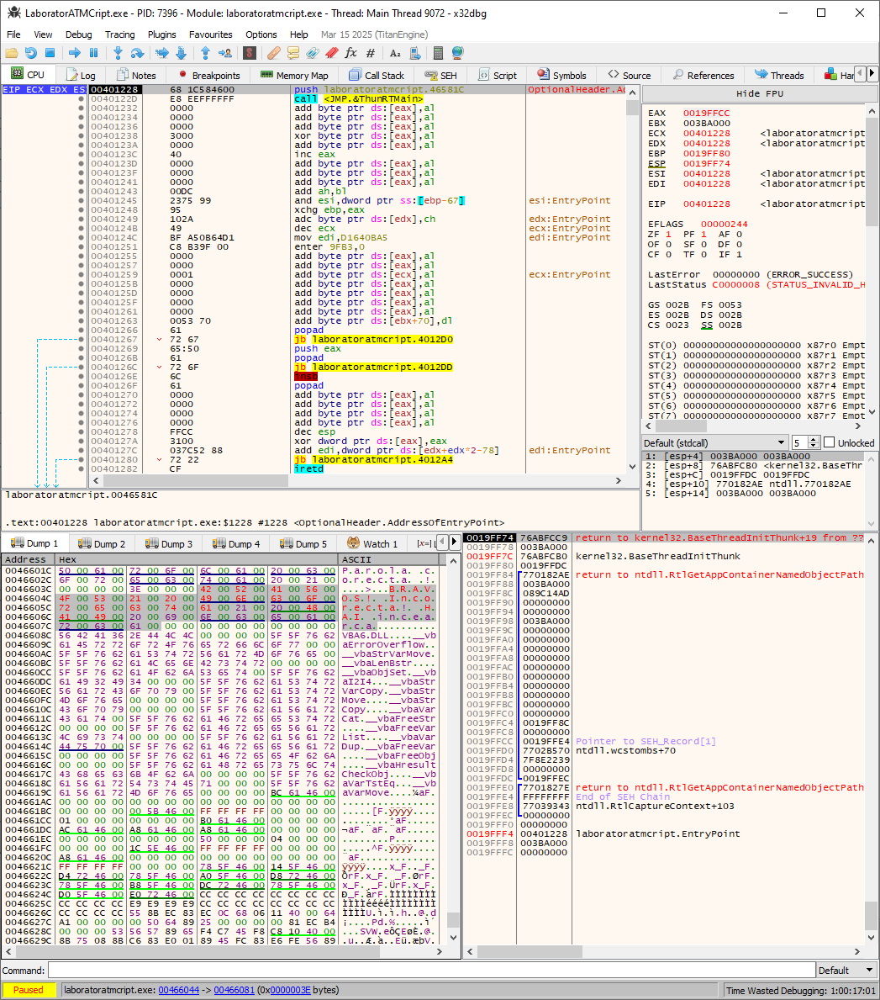 LaboratorATMCript.exe - PID: 7396 - Module: laboratoratmcript.exe - Thread: Main Thread 9072 - x32dbg
File View Debug Tracing Plugins Favourites Options Help Mar 15 2025 (TitanEngine)
CPU Log Notes Breakpoints Memory Map Call Stack SEH Script Symbols Source References Threads
EIP ECX EDX ES
00401228 68 1C584600 push laboratoratmcript.46581C OptionalHeader.A
0040122D E8 EEFFFFFF call <JMP.&ThunRTMain>
00401232 0000 add byte ptr ds:[eax],al
00401234 0000 add byte ptr ds:[eax],al
00401236 0000 add byte ptr ds:[eax],al
00401238 3000 xor byte ptr ds:[eax],al
0040123A 0000 add byte ptr ds:[eax],al
0040123C 40 inc eax
0040123D 0000 add byte ptr ds:[eax],al
0040123F 0000 add byte ptr ds:[eax],al
00401241 0000 add byte ptr ds:[eax],al
00401243 00DC add ah,bl
00401245 2375 99 and esi,dword ptr ss:[ebp-67] esi:EntryPoint
00401248 95 xchg ebp,eax
00401249 102A adc byte ptr ds:[edx],ch edx:EntryPoint
0040124B 49 dec ecx ecx:EntryPoint
0040124C BF A50B64D1 mov edi,D1640BA5 edi:EntryPoint
00401251 C8 B39F 00 enter 9FB3,0
00401255 0000 add byte ptr ds:[eax],al
00401257 0000 add byte ptr ds:[eax],al
00401259 0001 add byte ptr ds:[ecx],al ecx:EntryPoint
0040125B 0000 add byte ptr ds:[eax],al
0040125D 0000 add byte ptr ds:[eax],al
0040125F 0000 add byte ptr ds:[eax],al
00401261 0000 add byte ptr ds:[eax],al
00401263 0053 70 add byte ptr ds:[ebx+70],dl
00401266 61 popad
00401267 72 67 jb laboratoratmcript.4012D0
00401269 65:50 push eax
0040126B 61 popad
0040126C 72 6F jb laboratoratmcript.4012DD
0040126E 6C insb
0040126F 61 popad
00401270 0000 add byte ptr ds:[eax],al
00401272 0000 add byte ptr ds:[eax],al
00401274 0000 add byte ptr ds:[eax],al
00401276 0000 add byte ptr ds:[eax],al
00401278 FFCC dec esp
0040127A 3100 xor dword ptr ds:[eax],eax
0040127C 037C52 88 add edi,dword ptr ds:[edx+edx*2-78] edi:EntryPoint
00401280 72 22 jb laboratoratmcript.4012A4
00401282 CF iretd
Hide FPU
EAX 0019FFCC
EBX 003BA000
ECX 00401228 <laboratoratmcript
EDX 00401228 <laboratoratmcript
EBP 0019FF80
ESP 0019FF74
ESI 00401228 <laboratoratmcript
EDI 00401228 <laboratoratmcript
EIP 00401228 <laboratoratmcript
EFLAGS 00000244
ZF 1 PF 1 AF 0
OF 0 SF 0 DF 0
CF 0 TF 0 IF 1
LastError 00000000 (ERROR_SUCCESS)
LastStatus C0000008 (STATUS_INVALID_H
GS 002B FS 0053
ES 002B DS 002B
CS 0023 SS 002B
ST(0) 00000000000000000000 x87r0 Empt
ST(1) 00000000000000000000 x87r1 Empt
ST(2) 00000000000000000000 x87r2 Empt
ST(3) 00000000000000000000 x87r3 Empt
ST(4) 00000000000000000000 x87r4 Empt
ST(5) 00000000000000000000 x87r5 Empt
ST(6) 00000000000000000000 x87r6 Empt
ST(7) 00000000000000000000 x87r7 Empt
Default (stdcall) 5 Unlocked
1: [esp+4] 003BA000 003BA000
2: [esp+8] 76ABFCB0 <kernel32.BaseThr
3: [esp+C] 0019FFDC 0019FFDC
4: [esp+10] 770182AE ntdll.770182AE
5: [esp+14] 003BA000 003BA000
laboratoratmcript.0046581C
.text:00401228 laboratoratmcript.exe:$1228 #1228 <OptionalHeader.AddressOfEntryPoint>
Dump 1 Dump 2 Dump 3 Dump 4 Dump 5 Watch 1 [x=]
Address Hex ASCII
0046601C 50 00 61 00 72 00 6F 00 6C 00 61 00 20 00 63 00 P.a.r.o.l.a. .c.
0046602C 6F 00 72 00 65 00 63 00 74 00 61 00 20 00 21 00 o.r.e.c.t.a. .!.
0046603C 00 00 00 00 3E 00 00 00 42 00 52 00 41 00 56 00 ....>...B.R.A.V.
0046604C 4F 00 53 00 21 00 20 00 49 00 6E 00 63 00 6F 00 O.S.!. .I.n.c.o.
0046605C 72 00 65 00 63 00 74 00 61 00 21 00 20 00 48 00 r.e.c.t.a.!. .H.
0046606C 41 00 49 00 20 00 69 00 6E 00 63 00 65 00 61 00 A.I. .i.n.c.e.a.
0046607C 72 00 63 00 61 00 00 00 00 00 00 00 00 00 00 00 r.c.a...........
0046608C 56 42 41 36 2E 44 4C 4C 00 00 00 00 5F 5F 76 62 VBA6.DLL....__vb
0046609C 61 45 72 72 6F 72 4F 76 65 72 66 6C 6F 77 00 00 aErrorOverflow..
004660AC 5F 5F 76 62 61 53 74 72 56 61 72 4D 6F 76 65 00 __vbaStrVarMove.
004660BC 5F 5F 76 62 61 4C 65 6E 42 73 74 72 00 00 00 00 __vbaLenBstr....
004660CC 5F 5F 76 62 61 4F 62 6A 53 65 74 00 5F 5F 76 62 __vbaObjSet.__vb
004660DC 61 49 32 49 34 00 00 00 5F 5F 76 62 61 53 74 72 aI2I4...__vbaStr
004660EC 56 61 72 43 6F 70 79 00 5F 5F 76 62 61 53 74 72 VarCopy.__vbaStr
004660FC 4D 6F 76 65 00 00 00 00 5F 5F 76 62 61 53 74 72 Move....__vbaStr
0046610C 43 6F 70 79 00 00 00 00 5F 5F 76 62 61 56 61 72 Copy....__vbaVar
0046611C 43 61 74 00 5F 5F 76 62 61 46 72 65 65 53 74 72 Cat.__vbaFreeStr
0046612C 00 00 00 00 5F 5F 76 62 61 46 72 65 65 56 61 72 ....__vbaFreeVar
0046613C 4C 69 73 74 00 00 00 00 5F 5F 76 62 61 56 61 72 List....__vbaVar
0046614C 44 75 70 00 5F 5F 76 62 61 46 72 65 65 56 61 72 Dup.__vbaFreeVar
0046615C 00 00 00 00 5F 5F 76 62 61 46 72 65 65 4F 62 6A ....__vbaFreeObj
0046616C 00 00 00 00 5F 5F 76 62 61 48 72 65 73 75 6C 74 ....__vbaHresult
0046617C 43 68 65 63 6B 4F 62 6A 00 00 00 00 5F 5F 76 62 CheckObj....__vb
0046618C 61 56 61 72 54 73 74 45 71 00 00 00 5F 5F 76 62 aVarTstEq...__vb
0046619C 61 56 61 72 4D 6F 76 65 00 00 00 00 BC 61 46 00 aVarMove....¼aF.
004661AC 00 00 00 00 00 00 00 00 00 00 00 00 00 00 00 00 ................
004661BC 00 00 00 00 00 5B 46 00 FF FF FF FF 00 00 00 00 .....[F.ÿÿÿÿ....
004661CC 01 00 00 00 00 00 00 00 B0 61 46 00 00 00 00 00 ........°aF.....
004661DC AC 61 46 00 A8 61 46 00 A8 61 46 00 00 00 00 00 ¬aF.¨aF.¨aF.....
004661EC 00 00 00 00 00 00 00 00 50 00 00 00 04 00 00 00 ........P.......
004661FC 00 00 00 00 1C 5E 46 00 FF FF FF FF 00 00 00 00 .....^F.ÿÿÿÿ....
0046620C A8 61 46 00 00 00 00 00 00 00 00 00 00 00 00 00 ¨aF.............
0046621C FF FF FF FF 00 00 00 00 78 5F 46 00 14 5F 46 00 ÿÿÿÿ....x_F.._F.
0046622C D4 72 46 00 78 5F 46 00 A0 5F 46 00 D8 72 46 00 ÔrF.x_F. _F.ØrF.
0046623C 78 5F 46 00 B8 5F 46 00 DC 72 46 00 78 5F 46 00 x_F.¸_F.ÜrF.x_F.
0046624C D0 5F 46 00 E0 72 46 00 CC CC CC CC CC CC CC CC Ð_F.àrF.ÌÌÌÌÌÌÌÌ
0046625C CC CC CC CC E9 E9 E9 E9 CC CC CC CC CC CC CC CC ÌÌÌÌééééÌÌÌÌÌÌÌÌ
0046626C CC CC CC CC 55 8B EC 83 EC 0C 68 06 11 40 00 64 ÌÌÌÌU.ì.ì.h..@.d
0046627C A1 00 00 00 00 50 64 89 25 00 00 00 00 81 EC B4 ¡....Pd.%.....ì´
0046628C 00 00 00 53 56 57 89 65 F4 C7 45 F8 C8 10 40 00 ...SVW.eôÇEøÈ.@.
0046629C 8B 75 08 8B C6 83 E0 01 89 45 FC 83 E6 FE 56 89 .u..Æ.à..Eü.æþV.
0019FF74 76ABFCC9 return to kernel32.BaseThreadInitThunk+19 from ??
0019FF78 003BA000
0019FF7C 76ABFCB0 kernel32.BaseThreadInitThunk
0019FF80 0019FFDC
0019FF84 770182AE return to ntdll.RtlGetAppContainerNamedObjectPath
0019FF88 003BA000
0019FF8C 089C14AD
0019FF90 00000000
0019FF94 00000000
0019FF98 003BA000
0019FF9C 00000000
0019FFA0 00000000
0019FFA4 00000000
0019FFA8 00000000
0019FFAC 00000000
0019FFB0 00000000
0019FFB4 00000000
0019FFB8 00000000
0019FFBC 00000000
0019FFC0 00000000
0019FFC4 0019FF8C
0019FFC8 00000000
0019FFCC 0019FFE4 Pointer to SEH_Record[1]
0019FFD0 7702B570 ntdll.wcstombs+70
0019FFD4 7F8E2239
0019FFD8 00000000
0019FFDC 0019FFEC
0019FFE0 7701827E return to ntdll.RtlGetAppContainerNamedObjectPath
0019FFE4 FFFFFFFF End of SEH Chain
0019FFE8 77039343 ntdll.RtlCaptureContext+103
0019FFEC 00000000
0019FFF0 00000000
0019FFF4 00401228 laboratoratmcript.EntryPoint
0019FFF8 003BA000
0019FFFC 00000000
Command: Default
Paused laboratoratmcript.exe: 00466044 -> 00466081 (0x0000003E bytes) Time Wasted Debugging: 1:00:17:01